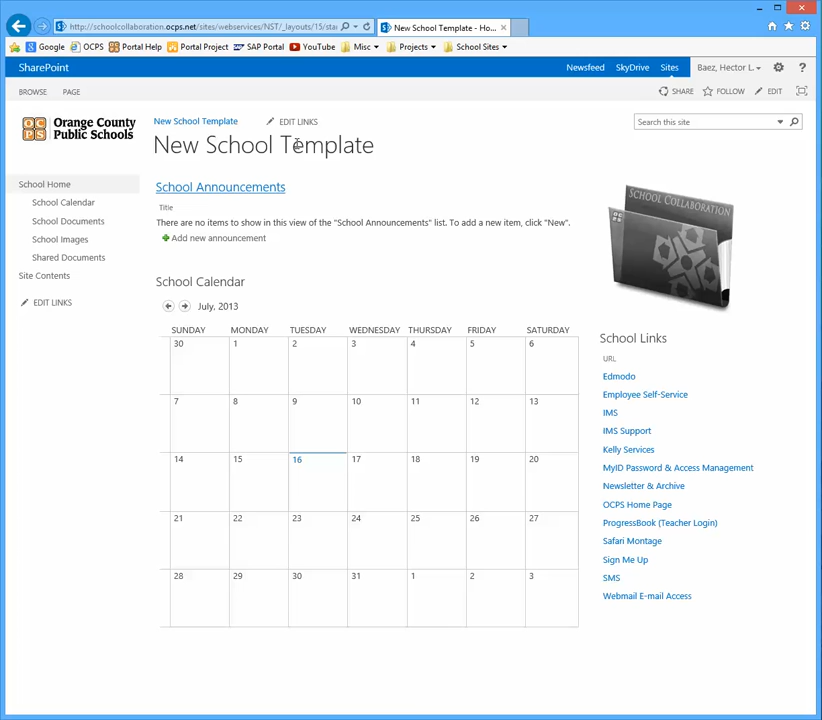 http://schoolcollaboration.ocps.net/sites/webservices/NST/_layouts/15/star
New School Template - Ho...
Google OCPS Portal Help Portal Project SAP Portal YouTube Misc Projects School Sites
SharePoint Newsfeed SkyDrive Sites Baez, Hector L. ?
BROWSE PAGE SHARE FOLLOW EDIT
Orange County
Public Schools
OCPS
New School Template EDIT LINKS
New School Template
Search this site
School Home
School Calendar
School Documents
School Images
Shared Documents
Site Contents
EDIT LINKS
School Announcements
Title
There are no items to show in this view of the "School Announcements" list. To add a new item, click "New".
Add new announcement
School Calendar
July, 2013
SUNDAY MONDAY TUESDAY WEDNESDAY THURSDAY FRIDAY SATURDAY
30 1 2 3 4 5 6
7 8 9 10 11 12 13
14 15 16 17 18 19 20
21 22 23 24 25 26 27
28 29 30 31 1 2 3
SCHOOL COLLABORATION
School Links
URL
Edmodo
Employee Self-Service
IMS
IMS Support
Kelly Services
MyID Password & Access Management
Newsletter & Archive
OCPS Home Page
ProgressBook (Teacher Login)
Safari Montage
Sign Me Up
SMS
Webmail E-mail Access